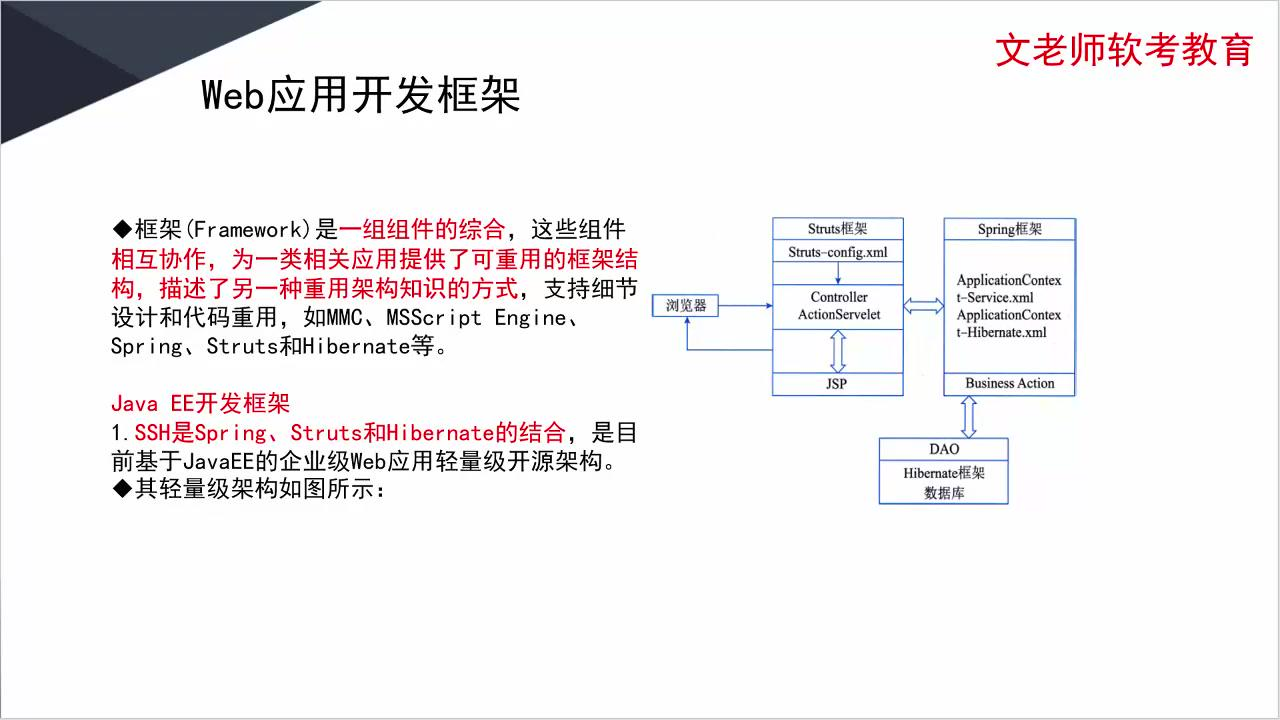 文老师软考教育
Web应用开发框架
◆框架(Framework)是一组组件的综合，这些组件
相互协作，为一类相关应用提供了可重用的框架结
构，描述了另一种重用架构知识的方式，支持细节
设计和代码重用，如MMC、MSScript Engine、
Spring、Struts和Hibernate等。
Java EE开发框架
1.SSH是Spring、Struts和Hibernate的结合，是目
前基于JavaEE的企业级Web应用轻量级开源架构。
◆其轻量级架构如图所示：
浏览器
Struts框架
Struts-config.xml
Controller
ActionServelet
JSP
Spring框架
ApplicationContex
t-Service.xml
ApplicationContex
t-Hibernate.xml
Business Action
DAO
Hibernate框架
数据库